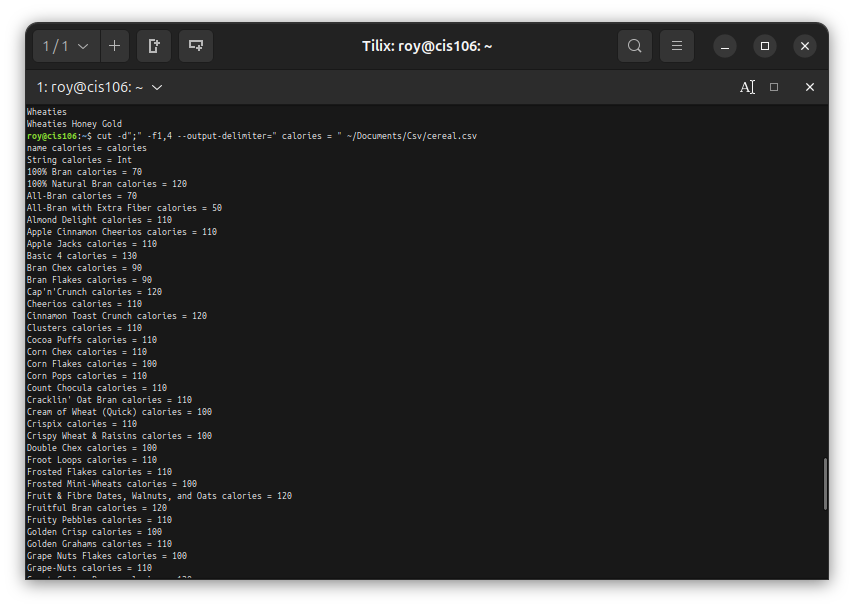 1 / 1
Tilix: roy@cis106: ~
1: roy@cis106: ~
Wheaties
Wheaties Honey Gold
roy@cis106:~$ cut -d";" -f1,4 --output-delimiter=" calories = " ~/Documents/Csv/cereal.csv
name calories = calories
String calories = Int
100% Bran calories = 70
100% Natural Bran calories = 120
All-Bran calories = 70
All-Bran with Extra Fiber calories = 50
Almond Delight calories = 110
Apple Cinnamon Cheerios calories = 110
Apple Jacks calories = 110
Basic 4 calories = 130
Bran Chex calories = 90
Bran Flakes calories = 90
Cap'n'Crunch calories = 120
Cheerios calories = 110
Cinnamon Toast Crunch calories = 120
Clusters calories = 110
Cocoa Puffs calories = 110
Corn Chex calories = 110
Corn Flakes calories = 100
Corn Pops calories = 110
Count Chocula calories = 110
Cracklin' Oat Bran calories = 110
Cream of Wheat (Quick) calories = 100
Crispix calories = 110
Crispy Wheat & Raisins calories = 100
Double Chex calories = 100
Froot Loops calories = 110
Frosted Flakes calories = 110
Frosted Mini-Wheats calories = 100
Fruit & Fibre Dates, Walnuts, and Oats calories = 120
Fruitful Bran calories = 120
Fruity Pebbles calories = 110
Golden Crisp calories = 100
Golden Grahams calories = 110
Grape Nuts Flakes calories = 100
Grape-Nuts calories = 110